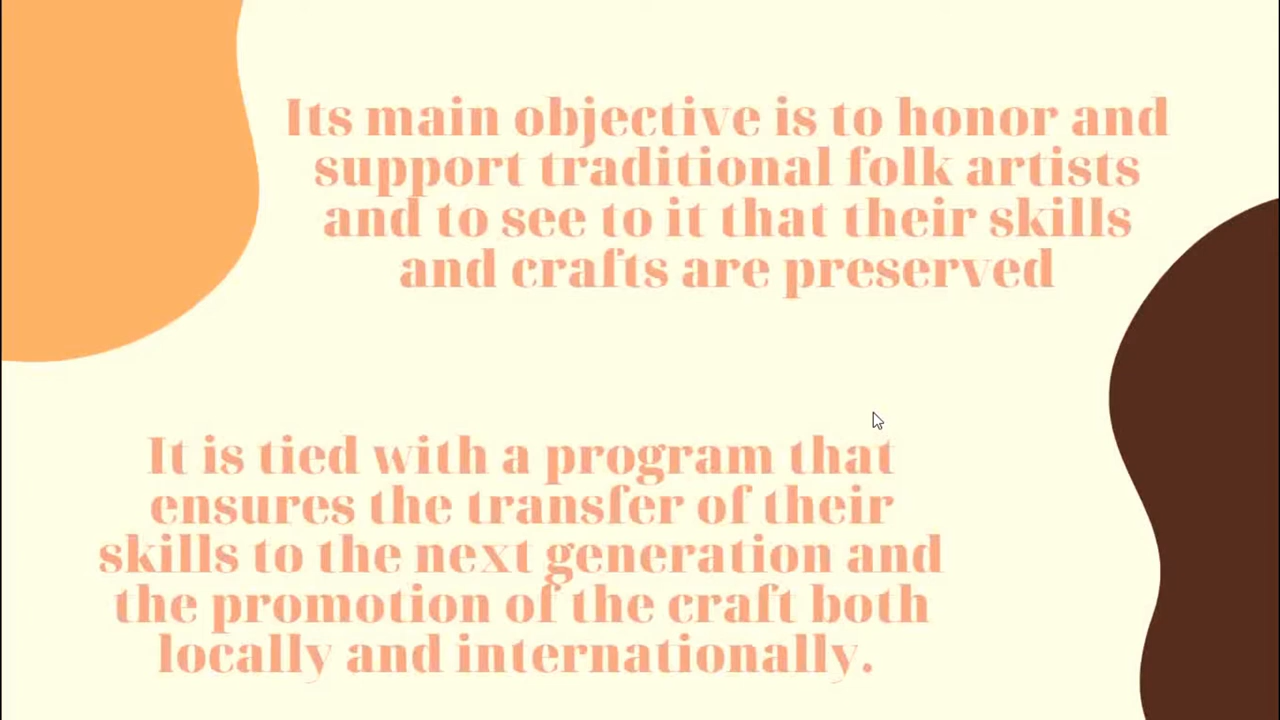 Its main objective is to honor and
support traditional folk artists
and to see to it that their skills
and crafts are preserved
It is tied with a program that
ensures the transfer of their
skills to the next generation and
the promotion of the craft both
locally and internationally.